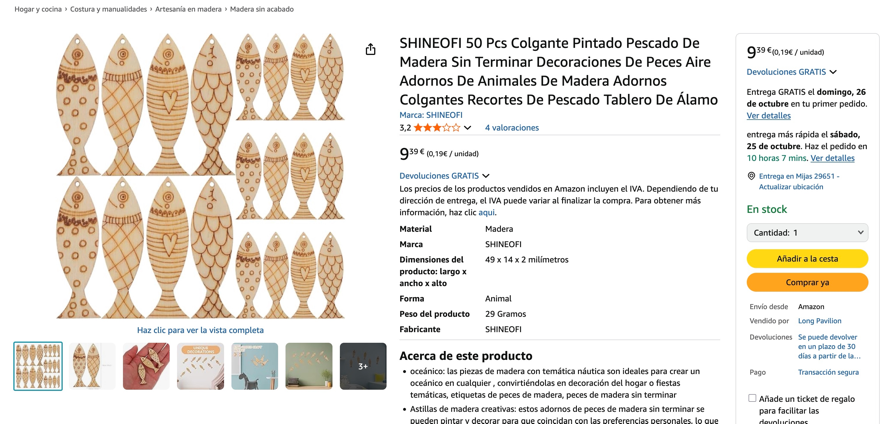 Hogar y cocina › Costura y manualidades › Artesanía en madera › Madera sin acabado
Haz clic para ver la vista completa
3+
SHINEOFI 50 Pcs Colgante Pintado Pescado De
Madera Sin Terminar Decoraciones De Peces Aire
Adornos De Animales De Madera Adornos
Colgantes Recortes De Pescado Tablero De Álamo
Marca: SHINEOFI
3,2 4 valoraciones
9,39 € (0,19€ / unidad)
Devoluciones GRATIS
Los precios de los productos vendidos en Amazon incluyen el IVA. Dependiendo de tu
dirección de entrega, el IVA puede variar al finalizar la compra. Para obtener más
información, haz clic aquí.
Material Madera
Marca SHINEOFI
Dimensiones del 49 x 14 x 2 milímetros
producto: largo x
ancho x alto
Forma Animal
Peso del producto 29 Gramos
Fabricante SHINEOFI
Acerca de este producto
• oceánico: las piezas de madera con temática náutica son ideales para crear un
oceánico en cualquier , convirtiéndolas en decoración del hogar o fiestas
temáticas, etiquetas de peces de madera, peces de madera sin terminar
• Astillas de madera creativas: estos adornos de peces de madera sin terminar se
pueden pintar y decorar para que coincidan con las preferencias personales, lo que
9,39 € (0,19€ / unidad)
Devoluciones GRATIS
Entrega GRATIS el domingo, 26
de octubre en tu primer pedido.
Ver detalles
entrega más rápida el sábado,
25 de octubre. Haz el pedido en
10 horas 7 mins. Ver detalles
Entrega en Mijas 29651 -
Actualizar ubicación
En stock
Cantidad: 1
Añadir a la cesta
Comprar ya
Envío desde Amazon
Vendido por Long Pavilion
Devoluciones Se puede devolver
en un plazo de 30
días a partir de la...
Pago Transacción segura
Añade un ticket de regalo
para facilitar las
devoluciones